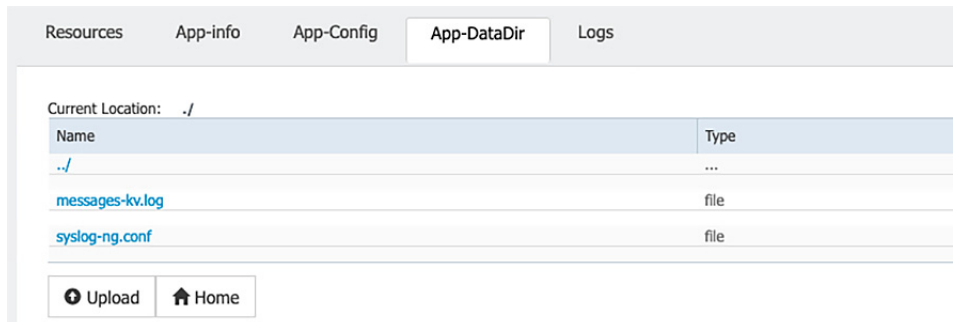 Resources App-info App-Config App-DataDir Logs
Current Location: ./
Name Type
../ ...
messages-kv.log file
syslog-ng.conf file
Upload Home